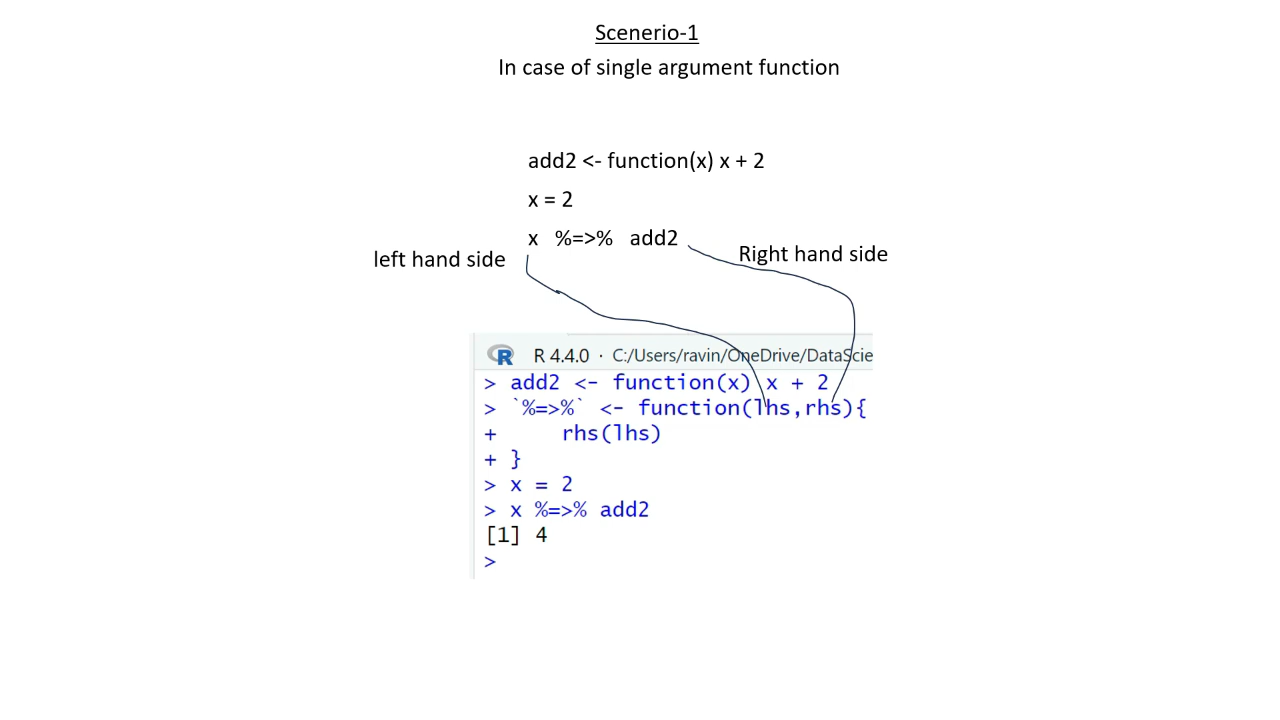 Scenerio-1
In case of single argument function
add2 <- function(x) x + 2
x = 2
x %=>% add2
left hand side
Right hand side
R R 4.4.0 · C:/Users/ravin/OneDrive/DataScie
> add2 <- function(x) x + 2
> `%=>%` <- function(lhs,rhs){
+ rhs(lhs)
+ }
> x = 2
> x %=>% add2
[1] 4
>